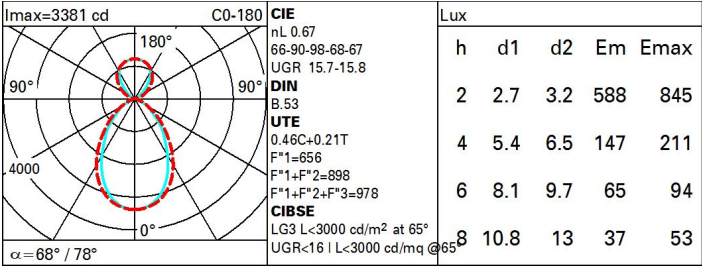 Imax=3381 cd C0-180
180°
90° 90°
4000
0°
α=68° / 78°
CIE
nL 0.67
66-90-98-68-67
UGR 15.7-15.8
DIN
B.53
UTE
0.46C+0.21T
F"1=656
F"1+F"2=898
F"1+F"2+F"3=978
CIBSE
LG3 L<3000 cd/m² at 65°
UGR<16 | L<3000 cd/mq @65°
Lux
h d1 d2 Em Emax
2 2.7 3.2 588 845
4 5.4 6.5 147 211
6 8.1 9.7 65 94
8 10.8 13 37 53